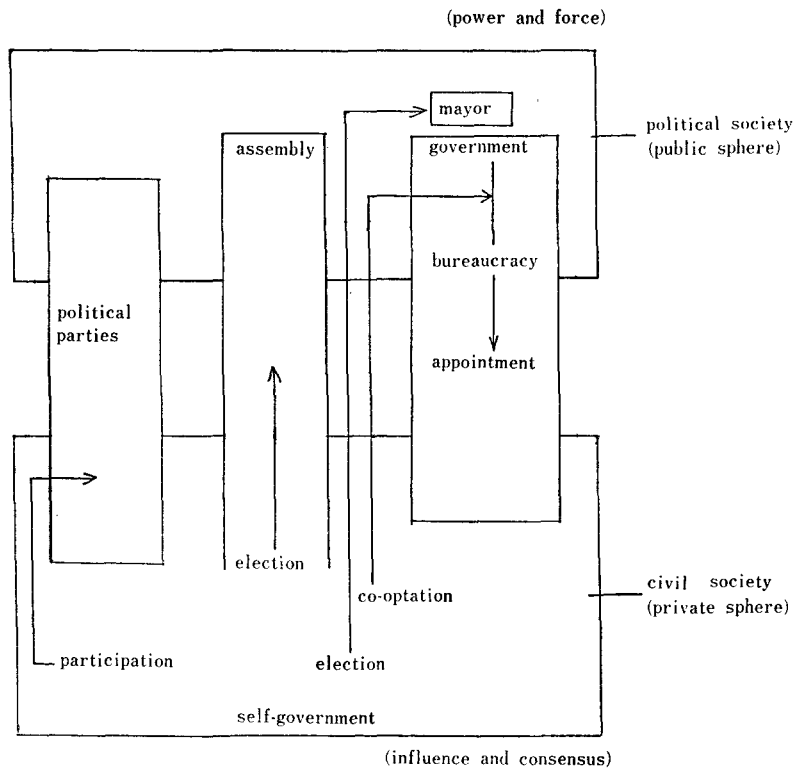 (power and force)
mayor
political society
(public sphere)
assembly
government
bureaucracy
political
parties
appointment
election
co-optation
civil society
(private sphere)
participation
election
self-government
(influence and consensus)